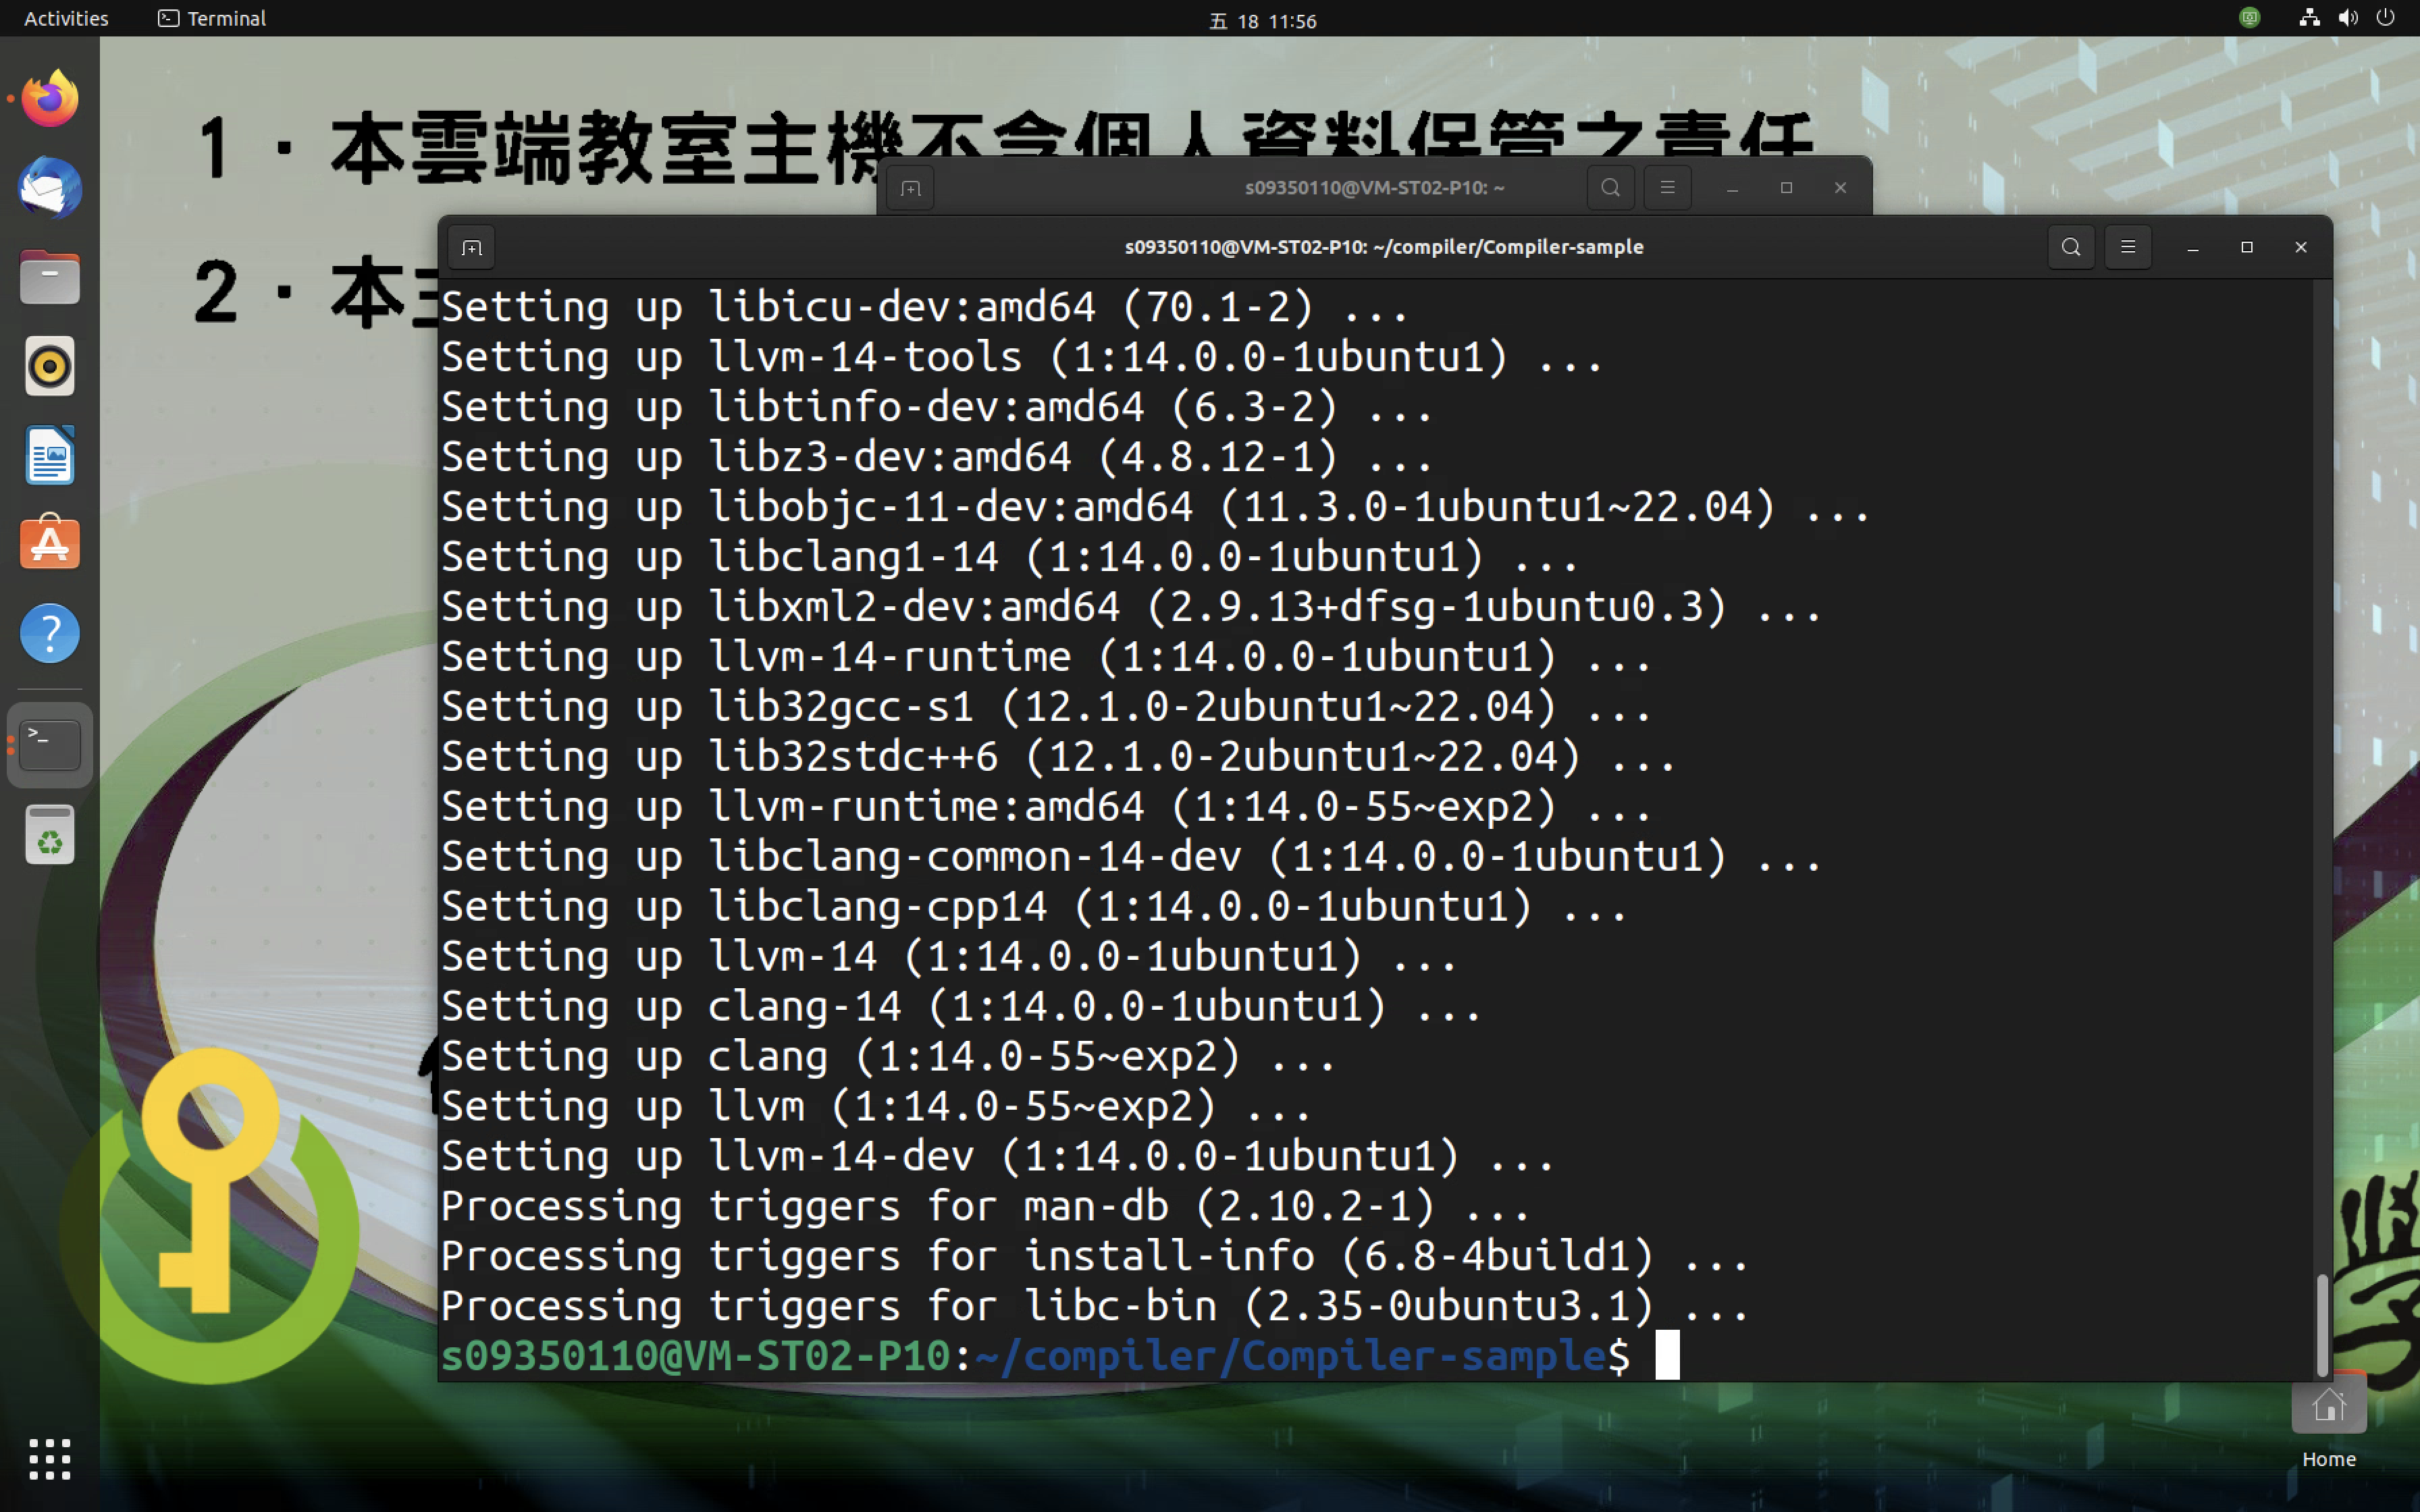 Activities
Terminal
五 18 11:56
1 · 本雲端教室主機不含個人資料保管之責任
s09350110@VM-ST02-P10: ~
2 · 本主
s09350110@VM-ST02-P10: ~/compiler/Compiler-sample
Setting up libicu-dev:amd64 (70.1-2) ...
Setting up llvm-14-tools (1:14.0.0-1ubuntu1) ...
Setting up libtinfo-dev:amd64 (6.3-2) ...
Setting up libz3-dev:amd64 (4.8.12-1) ...
Setting up libobjc-11-dev:amd64 (11.3.0-1ubuntu1~22.04) ...
Setting up libclang1-14 (1:14.0.0-1ubuntu1) ...
Setting up libxml2-dev:amd64 (2.9.13+dfsg-1ubuntu0.3) ...
Setting up llvm-14-runtime (1:14.0.0-1ubuntu1) ...
Setting up lib32gcc-s1 (12.1.0-2ubuntu1~22.04) ...
Setting up lib32stdc++6 (12.1.0-2ubuntu1~22.04) ...
Setting up llvm-runtime:amd64 (1:14.0-55~exp2) ...
Setting up libclang-common-14-dev (1:14.0.0-1ubuntu1) ...
Setting up libclang-cpp14 (1:14.0.0-1ubuntu1) ...
Setting up llvm-14 (1:14.0.0-1ubuntu1) ...
Setting up clang-14 (1:14.0.0-1ubuntu1) ...
Setting up clang (1:14.0-55~exp2) ...
Setting up llvm (1:14.0-55~exp2) ...
Setting up llvm-14-dev (1:14.0.0-1ubuntu1) ...
Processing triggers for man-db (2.10.2-1) ...
Processing triggers for install-info (6.8-4build1) ...
Processing triggers for libc-bin (2.35-0ubuntu3.1) ...
s09350110@VM-ST02-P10:~/compiler/Compiler-sample$
Home